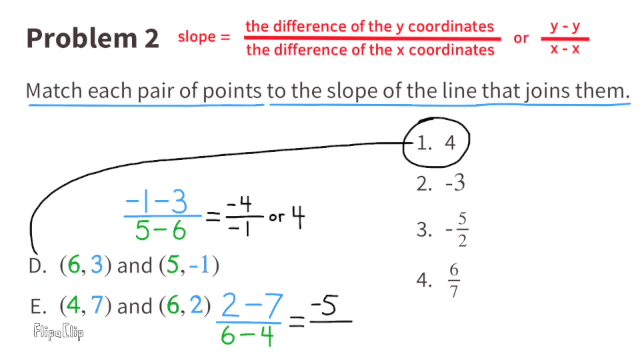 Problem 2 slope = the difference of the y coordinates / the difference of the x coordinates or y - y / x - x
Match each pair of points to the slope of the line that joins them.
1. 4
2. -3
3. -5/2
4. 6/7
-1-3 / 5-6 = -4 / -1 or 4
D. (6, 3) and (5, -1)
E. (4, 7) and (6, 2) 2-7 / 6-4 = -5
FlipaClip